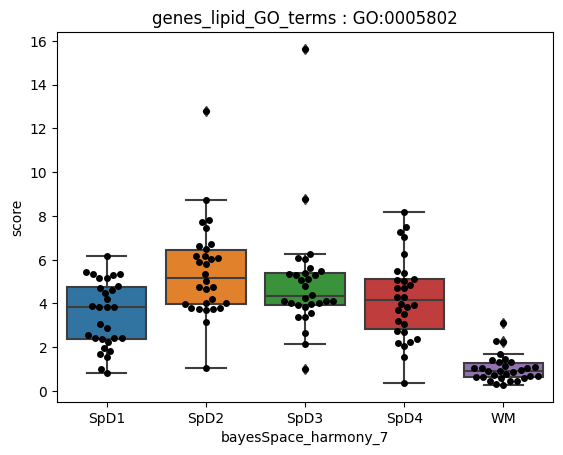 genes_lipid_GO_terms : GO:0005802
16
14
12
10
8
6
4
2
0
score
SpD1 SpD2 SpD3 SpD4 WM
bayesSpace_harmony_7